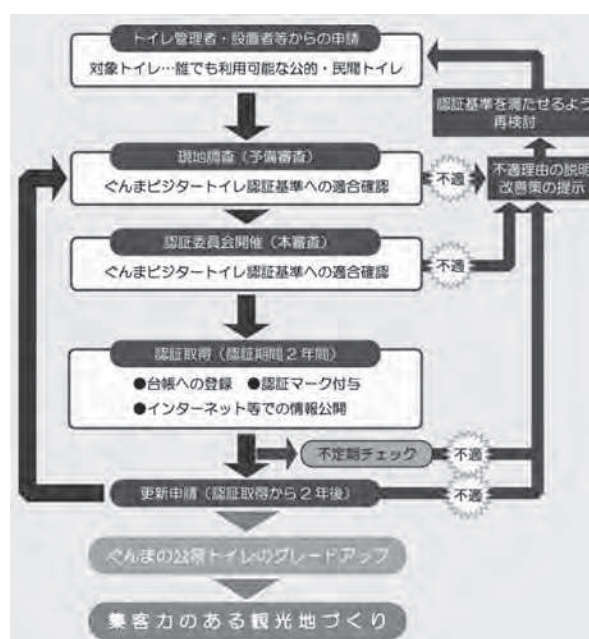 トイレ管理者・設置者等からの申請
対象トイレ…誰でも利用可能な公的・民間トイレ
認証基準を満たせるよう
再検討
現地調査（予備審査）
ぐんまビジタートイレ認証基準への適合確認
不適
不適理由の説明
改善策の提示
認証委員会開催（本審査）
ぐんまビジタートイレ認証基準への適合確認
不適
認証取得（認証期間２年間）
●台帳への登録 ●認証マーク付与
●インターネット等での情報公開
不定期チェック
不適
更新申請（認証取得から２年後）
不適
ぐんまの公衆トイレのグレードアップ
集客力のある観光地づくり